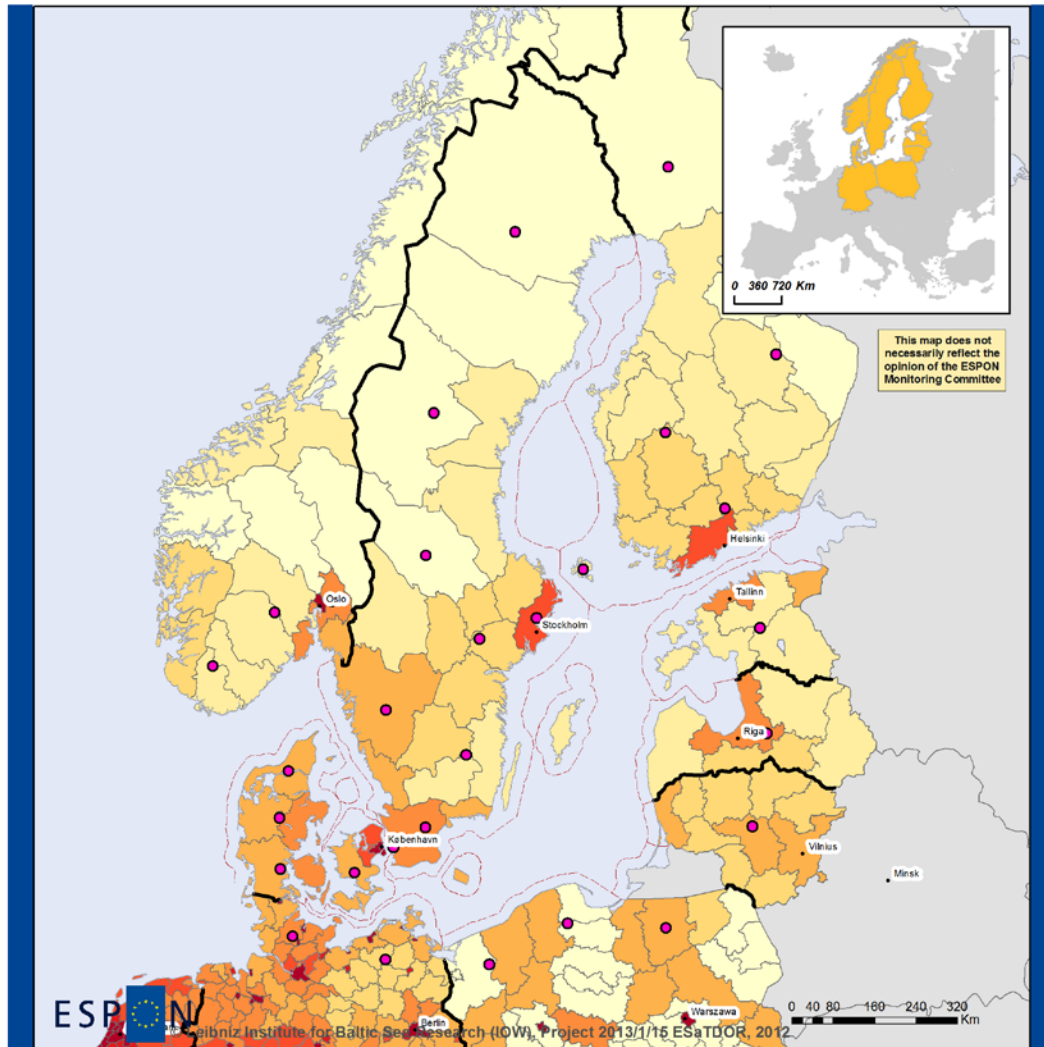 0 360 720 Km
This map does not
necessarily reflect the
opinion of the ESPON
Monitoring Committee
Helsinki
Oslo
Tallinn
Stockholm
Riga
København
Vilnius
Minsk
ESPON
Warszawa
0 40 80 160 240 320
Km
Berlin
© Leibniz Institute for Baltic Sea Research (IOW), Project 2013/1/15 ESaTDOR, 2012